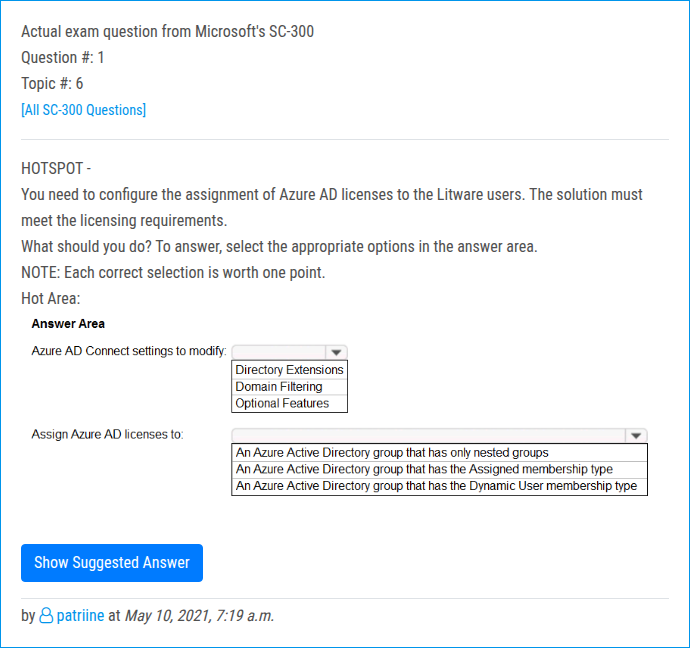 Actual exam question from Microsoft's SC-300
Question #: 1
Topic #: 6
[All SC-300 Questions]
HOTSPOT -
You need to configure the assignment of Azure AD licenses to the Litware users. The solution must
meet the licensing requirements.
What should you do? To answer, select the appropriate options in the answer area.
NOTE: Each correct selection is worth one point.
Hot Area:
Answer Area
Azure AD Connect settings to modify:
Directory Extensions
Domain Filtering
Optional Features
Assign Azure AD licenses to:
An Azure Active Directory group that has only nested groups
An Azure Active Directory group that has the Assigned membership type
An Azure Active Directory group that has the Dynamic User membership type
Show Suggested Answer
by patriine at May 10, 2021, 7:19 a.m.